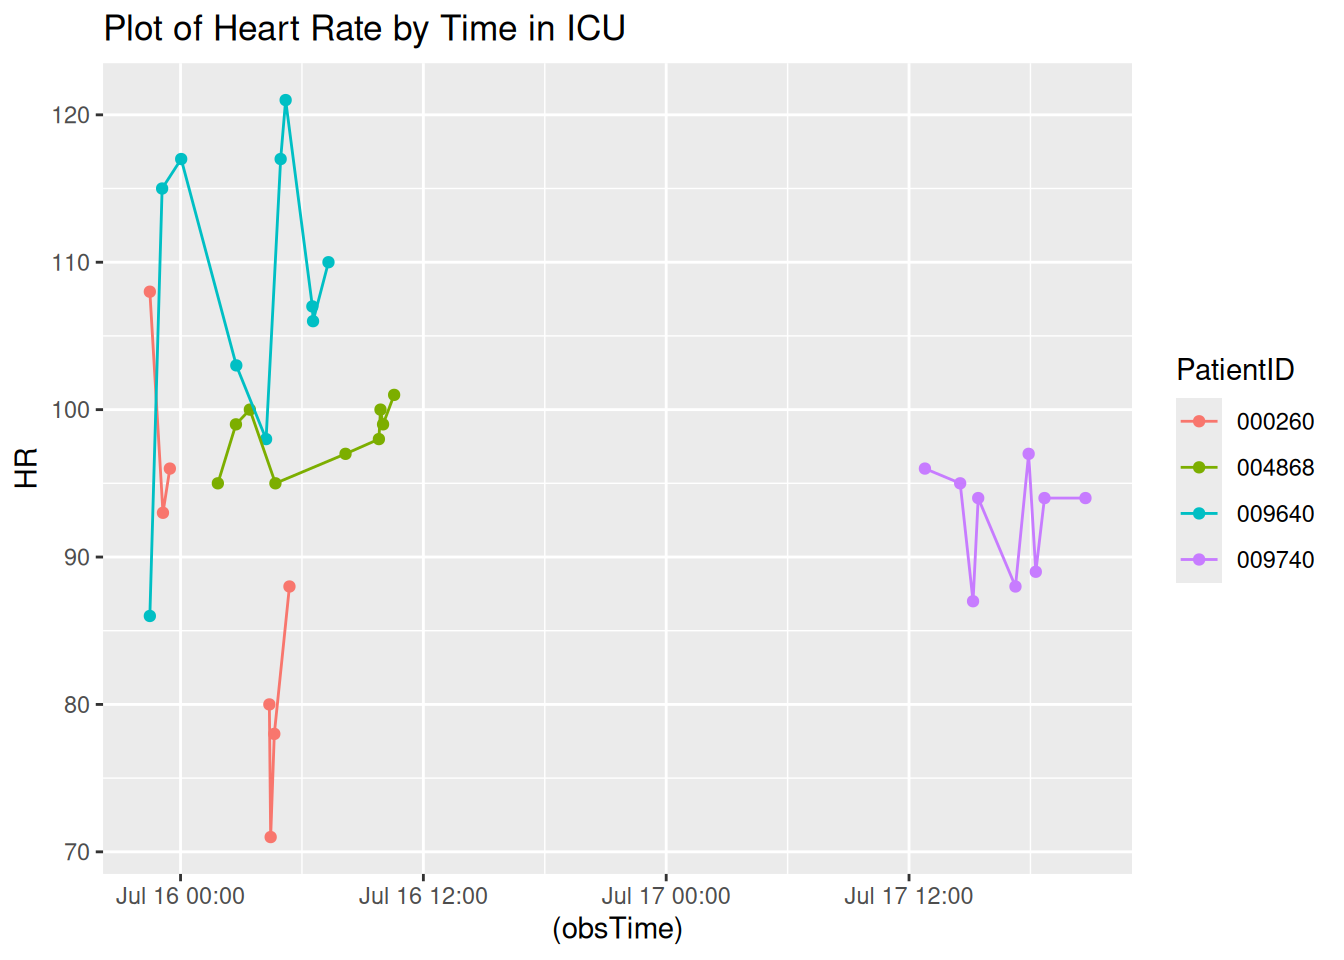 Plot of Heart Rate by Time in ICU
120
110
100
90
80
70
HR
Jul 16 00:00
Jul 16 12:00
Jul 17 00:00
Jul 17 12:00
(obsTime)
PatientID
000260
004868
009640
009740